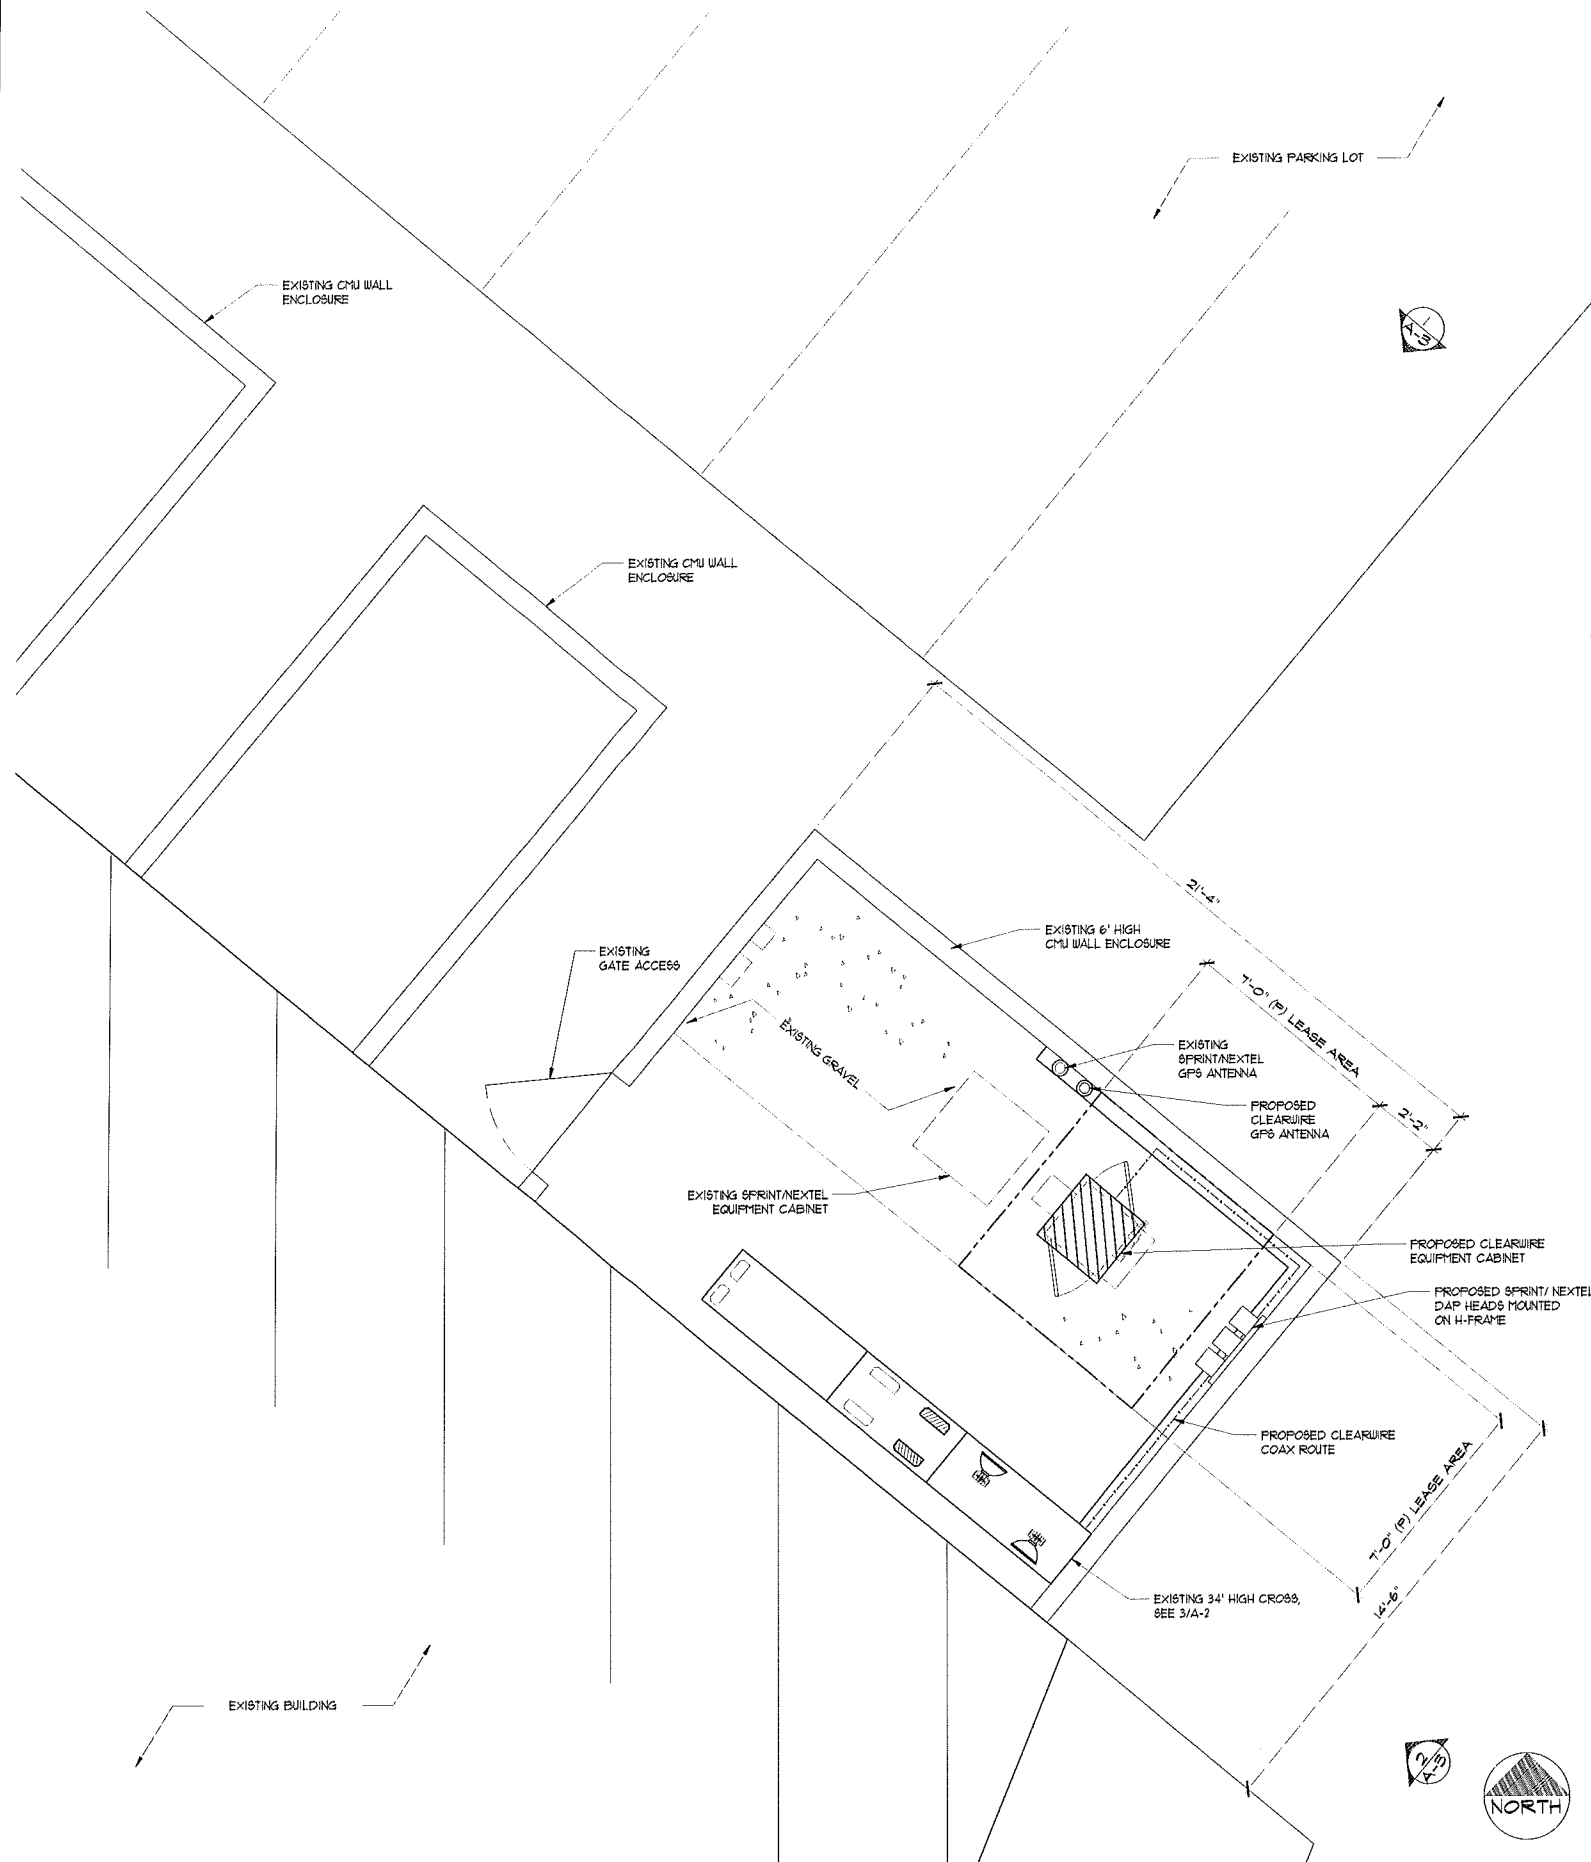 EXISTING PARKING LOT
EXISTING CMU WALL
ENCLOSURE
1
A-3
EXISTING CMU WALL
ENCLOSURE
21'-4"
EXISTING 6' HIGH
CMU WALL ENCLOSURE
EXISTING
GATE ACCESS
7'-0" (P) LEASE AREA
EXISTING GRAVEL
EXISTING
SPRINT/NEXTEL
GPS ANTENNA
PROPOSED
CLEARWIRE
GPS ANTENNA
2'-2"
EXISTING SPRINT/NEXTEL
EQUIPMENT CABINET
PROPOSED CLEARWIRE
EQUIPMENT CABINET
PROPOSED SPRINT/ NEXTEL
DAP HEADS MOUNTED
ON H-FRAME
PROPOSED CLEARWIRE
COAX ROUTE
7'-0" (P) LEASE AREA
14'-6"
EXISTING 34' HIGH CROSS,
SEE 3/A-2
EXISTING BUILDING
2
A-3
NORTH